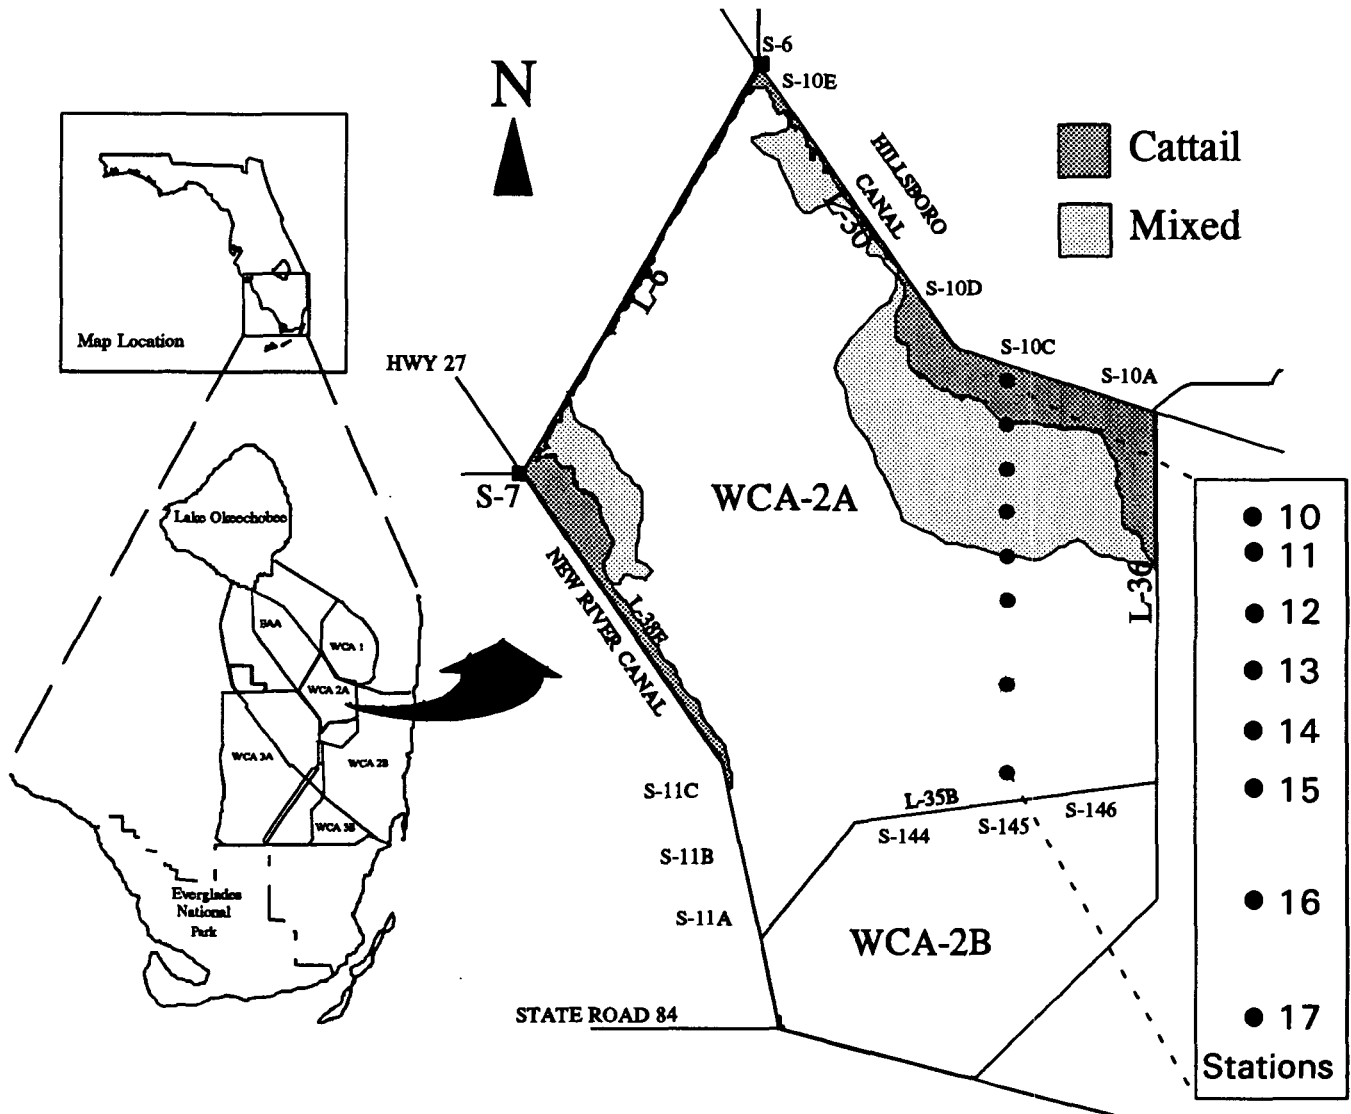 S-6
S-10E
N
HILLSBORO
CANAL
Cattail
Mixed
L-6
S-10D
S-10C
S-10A
Map Location
HWY 27
S-7
WCA-2A
NEW RIVER CANAL
L-38E
Lake Okeechobee
WCA 1
WCA 2A
WCA 3A
WCA 2B
WCA 3B
Everglades
National
Park
S-11C
S-11B
S-11A
L-35B
S-144
S-145
S-146
WCA-2B
STATE ROAD 84
10
11
12
13
14
15
16
17
Stations